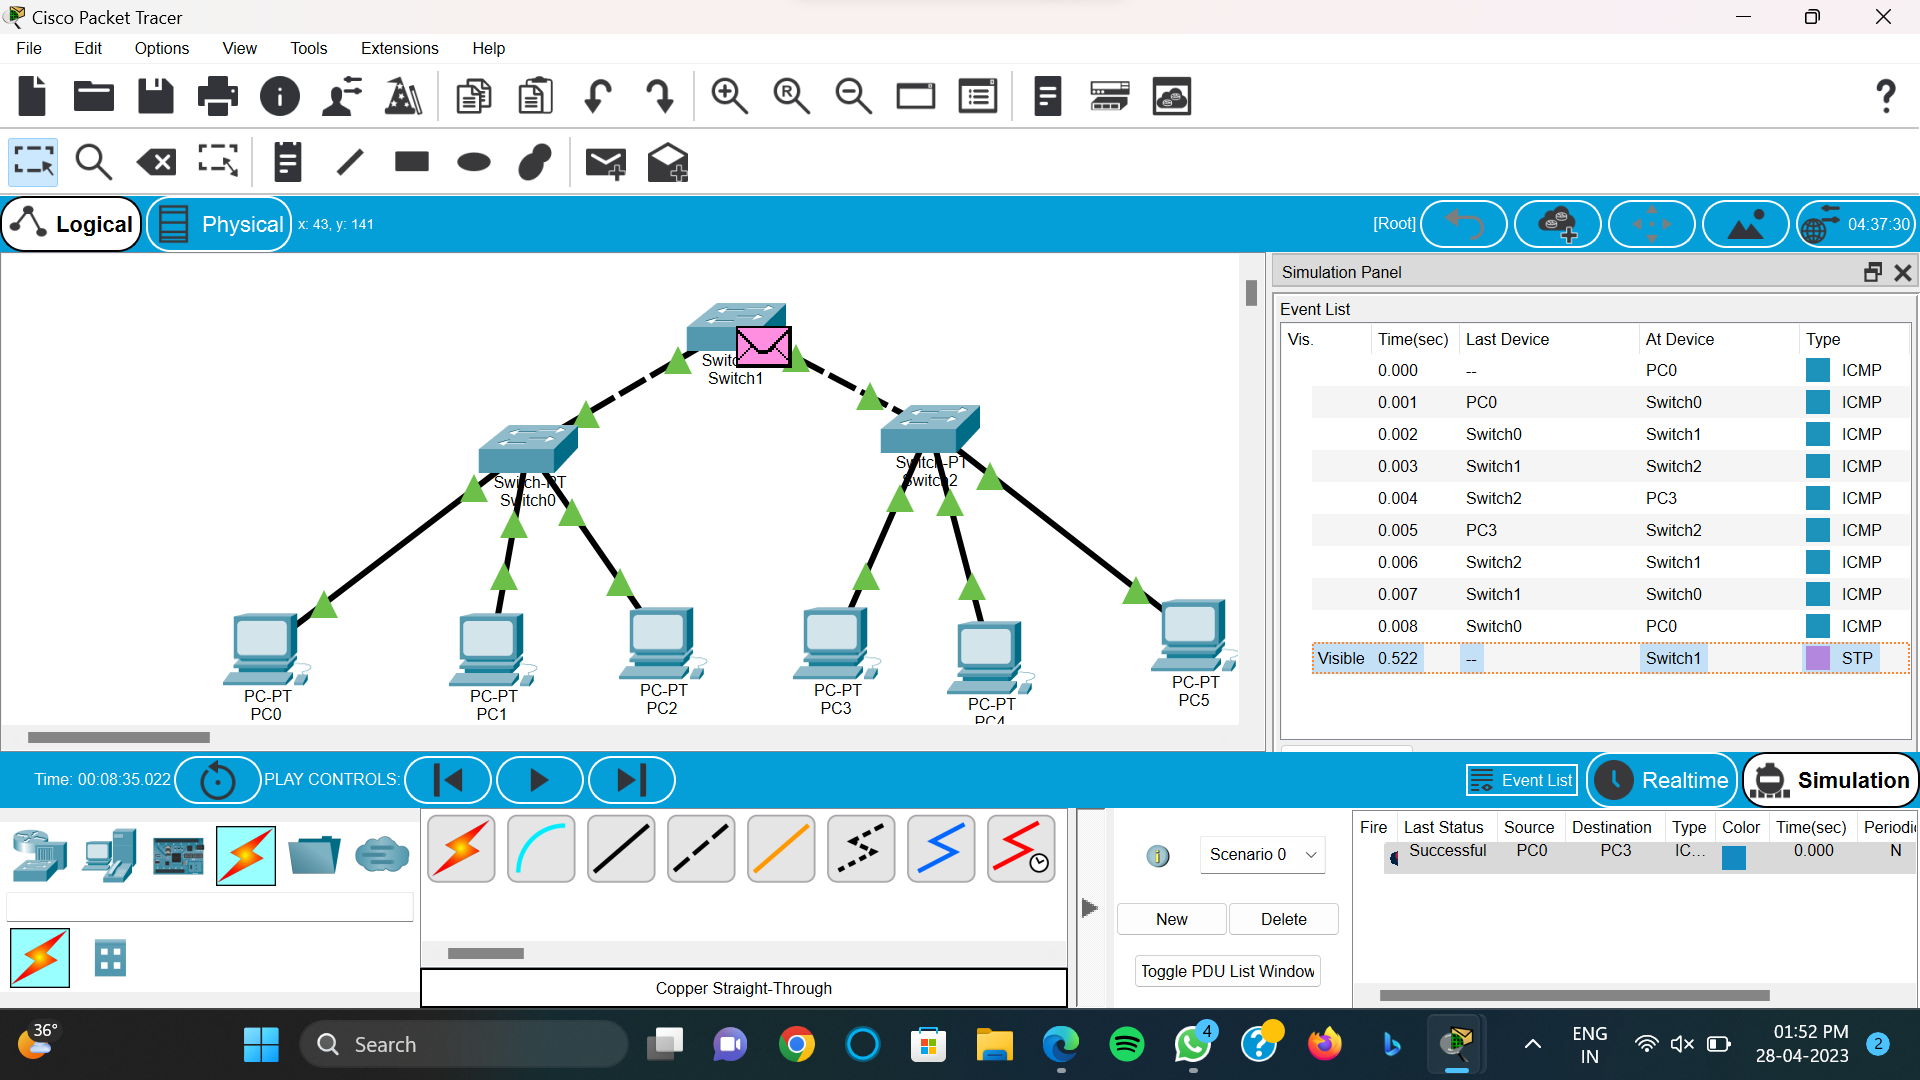 Cisco Packet Tracer
File Edit Options View Tools Extensions Help
Logical Physical x: 43, y: 141 [Root] 04:37:30
Simulation Panel
Event List
Vis. Time(sec) Last Device At Device Type
0.000 -- PC0 ICMP
0.001 PC0 Switch0 ICMP
0.002 Switch0 Switch1 ICMP
0.003 Switch1 Switch2 ICMP
0.004 Switch2 PC3 ICMP
0.005 PC3 Switch2 ICMP
0.006 Switch2 Switch1 ICMP
0.007 Switch1 Switch0 ICMP
0.008 Switch0 PC0 ICMP
Visible 0.522 -- Switch1 STP
Switch1
Switch-PT
Switch2
Switch-PT
Switch0
PC-PT
PC0
PC-PT
PC1
PC-PT
PC2
PC-PT
PC3
PC-PT
PC4
PC-PT
PC5
Time: 00:08:35.022 PLAY CONTROLS: Event List Realtime Simulation
Scenario 0
New Delete
Toggle PDU List Window
Fire Last Status Source Destination Type Color Time(sec) Periodi
Successful PC0 PC3 IC... 0.000 N
Copper Straight-Through
36°
Search
4
ENG
IN
01:52 PM
28-04-2023
2